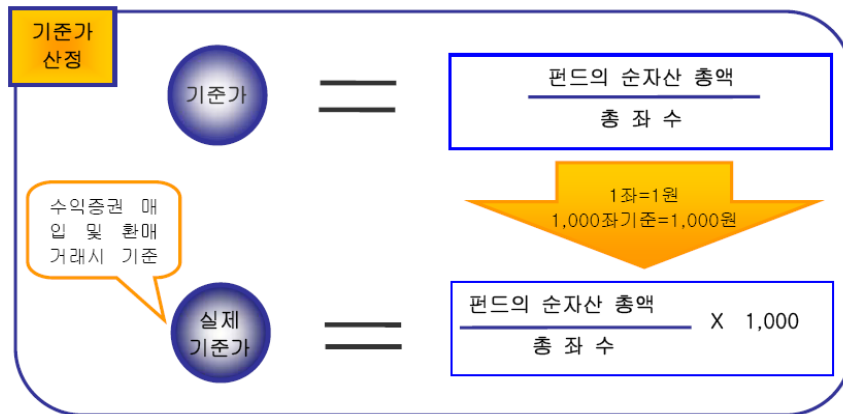 기준가
산정
기준가
펀드의 순자산 총액
총 좌 수
1좌=1원
1,000좌기준=1,000원
수익증권 매
입 및 환매
거래시 기준
실제
기준가
펀드의 순자산 총액
X 1,000
총 좌 수